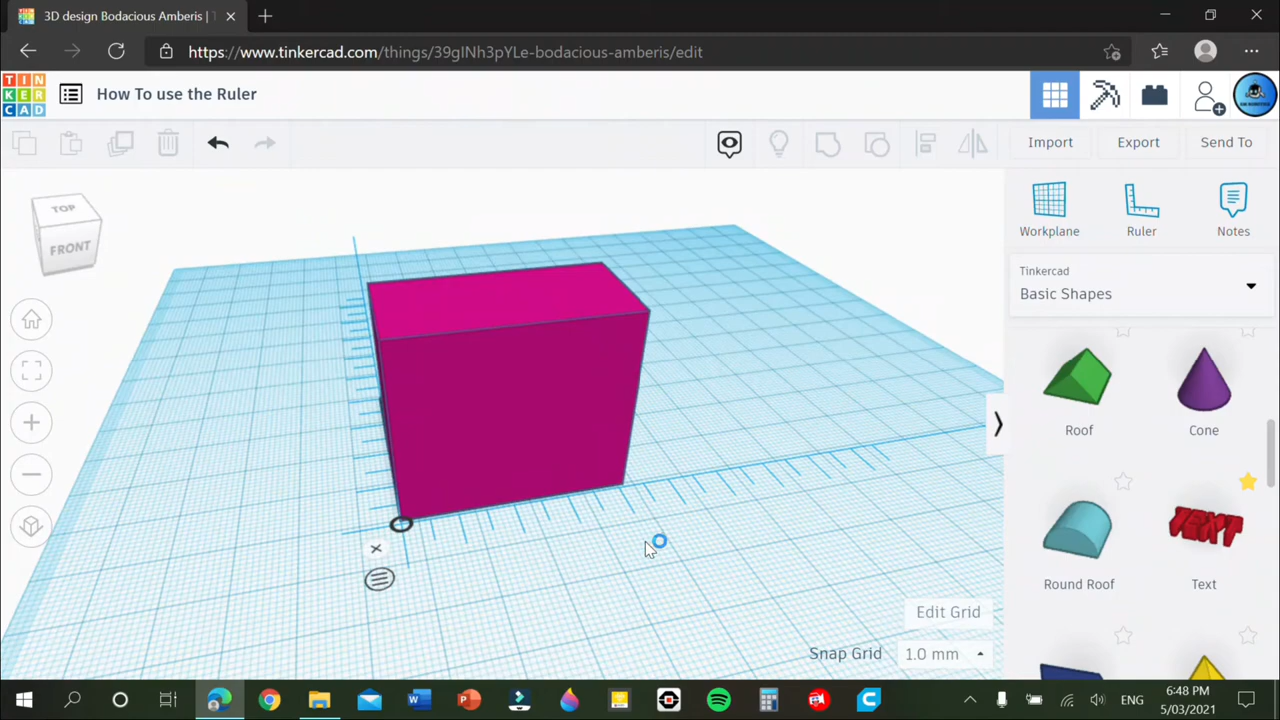 3D design Bodacious Amberis | T
https://www.tinkercad.com/things/39gINh3pYLe-bodacious-amberis/edit
TIN
KER
CAD
How To use the Ruler
Import
Export
Send To
TOP
FRONT
Workplane
Ruler
Notes
Tinkercad
Basic Shapes
Roof
Cone
TEXT
Round Roof
Text
Edit Grid
Snap Grid
1.0 mm
ENG
6:48 PM
5/03/2021